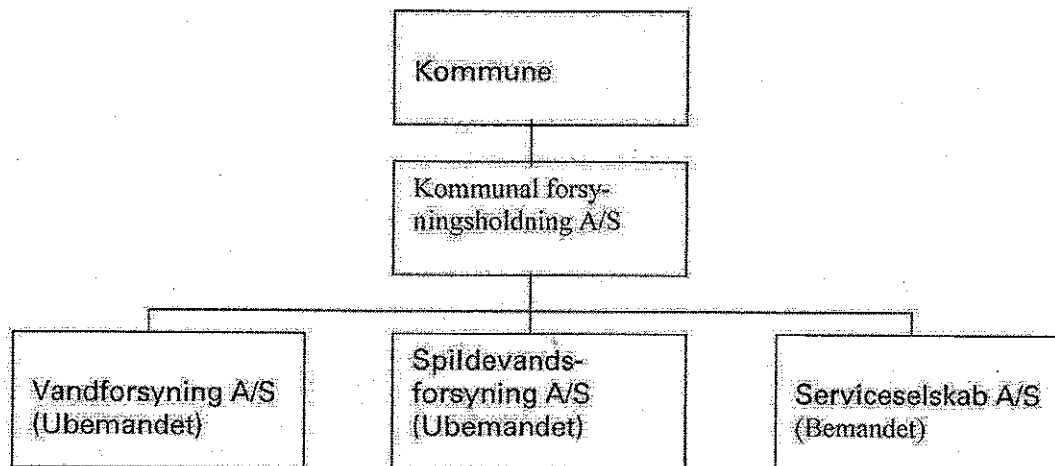 Kommune
Kommunal forsy-
ningsholdning A/S
Vandforsyning A/S
(Ubemandet)
Spildevands-
forsyning A/S
(Ubemandet)
Serviceselskab A/S
(Bemandet)